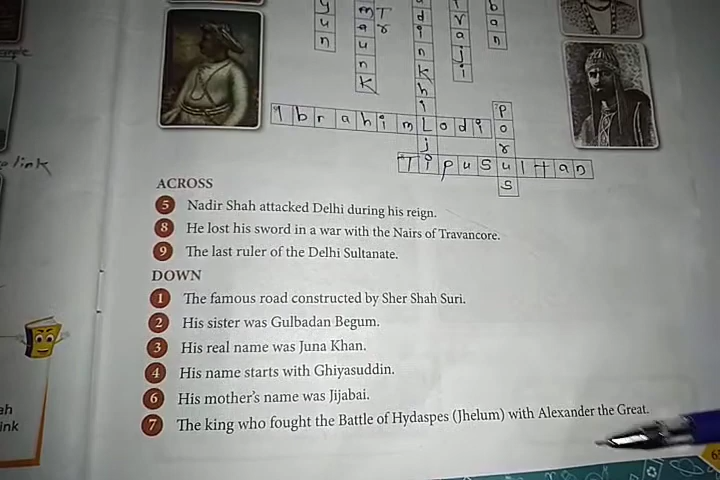 y u n
m a u n k
T r
d i n k h i l j i
r a j i
b a n
Ibrahim Lodi
Porus
Tipu Sultan
link
ACROSS
5 Nadir Shah attacked Delhi during his reign.
8 He lost his sword in a war with the Nairs of Travancore.
9 The last ruler of the Delhi Sultanate.
DOWN
1 The famous road constructed by Sher Shah Suri.
2 His sister was Gulbadan Begum.
3 His real name was Juna Khan.
4 His name starts with Ghiyasuddin.
6 His mother's name was Jijabai.
7 The king who fought the Battle of Hydaspes (Jhelum) with Alexander the Great.
ah
ink